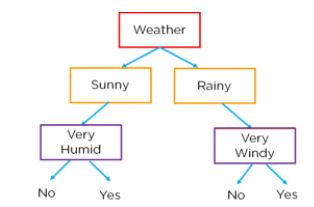 Weather
Sunny
Rainy
Very
Humid
Very
Windy
No
Yes
No
Yes